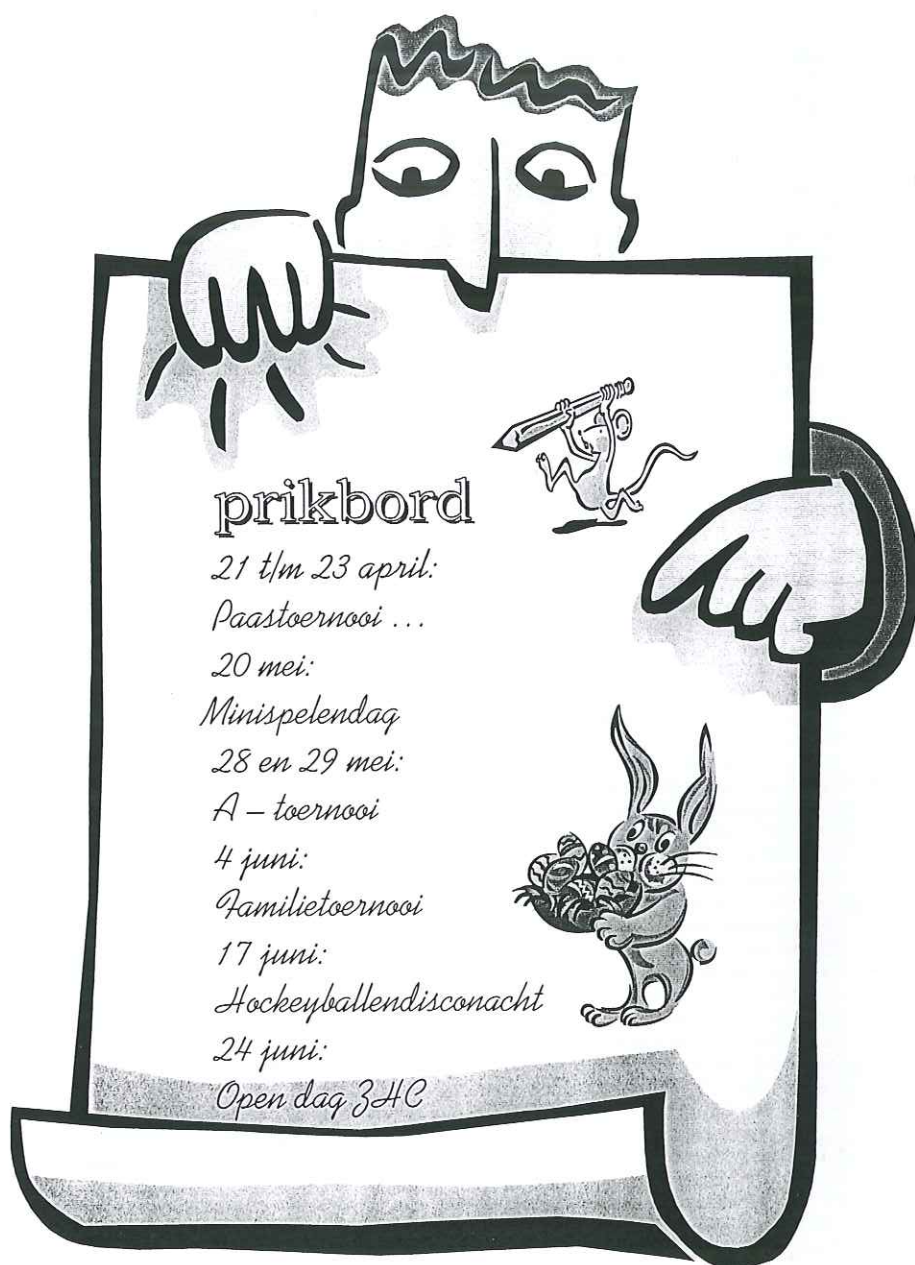 prikbord
21 t/m 23 april:
Paastoernooi ...
20 mei:
Minispelendag
28 en 29 mei:
A – toernooi
4 juni:
Familietoernooi
17 juni:
Hockeyballendisconacht
24 juni:
Open dag ZHC